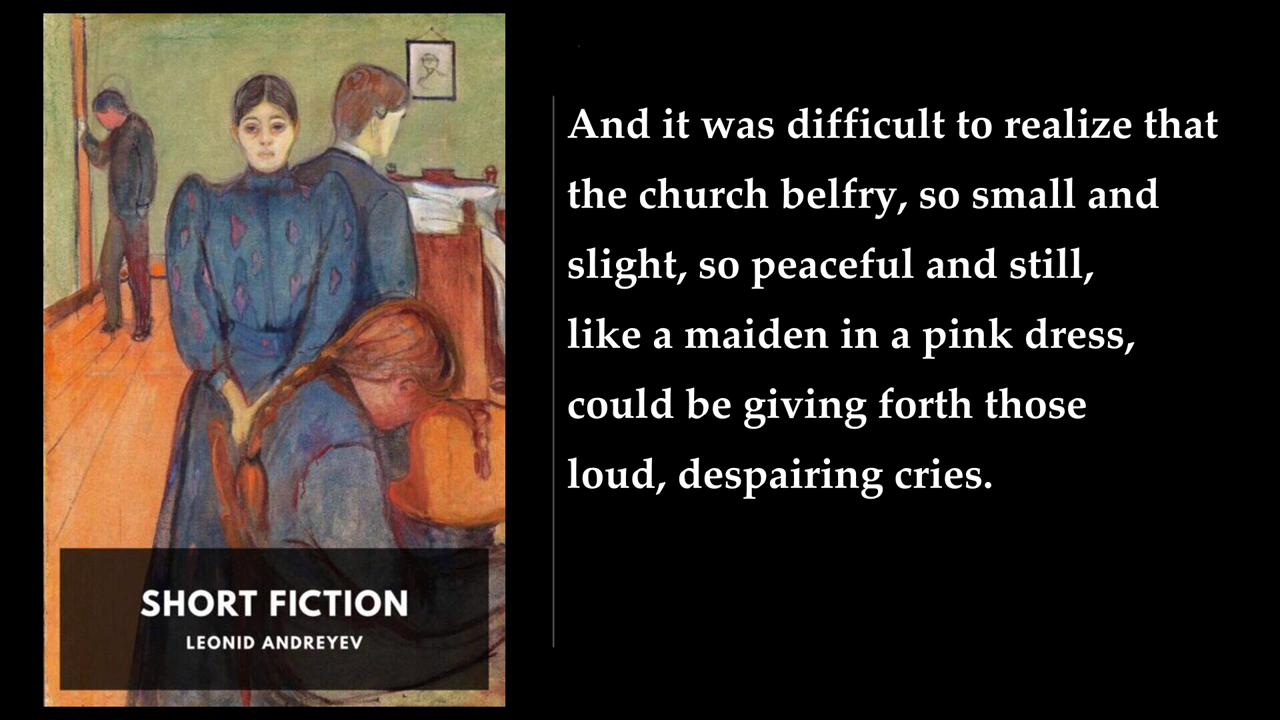 SHORT FICTION
LEONID ANDREYEV
And it was difficult to realize that
the church belfry, so small and
slight, so peaceful and still,
like a maiden in a pink dress,
could be giving forth those
loud, despairing cries.